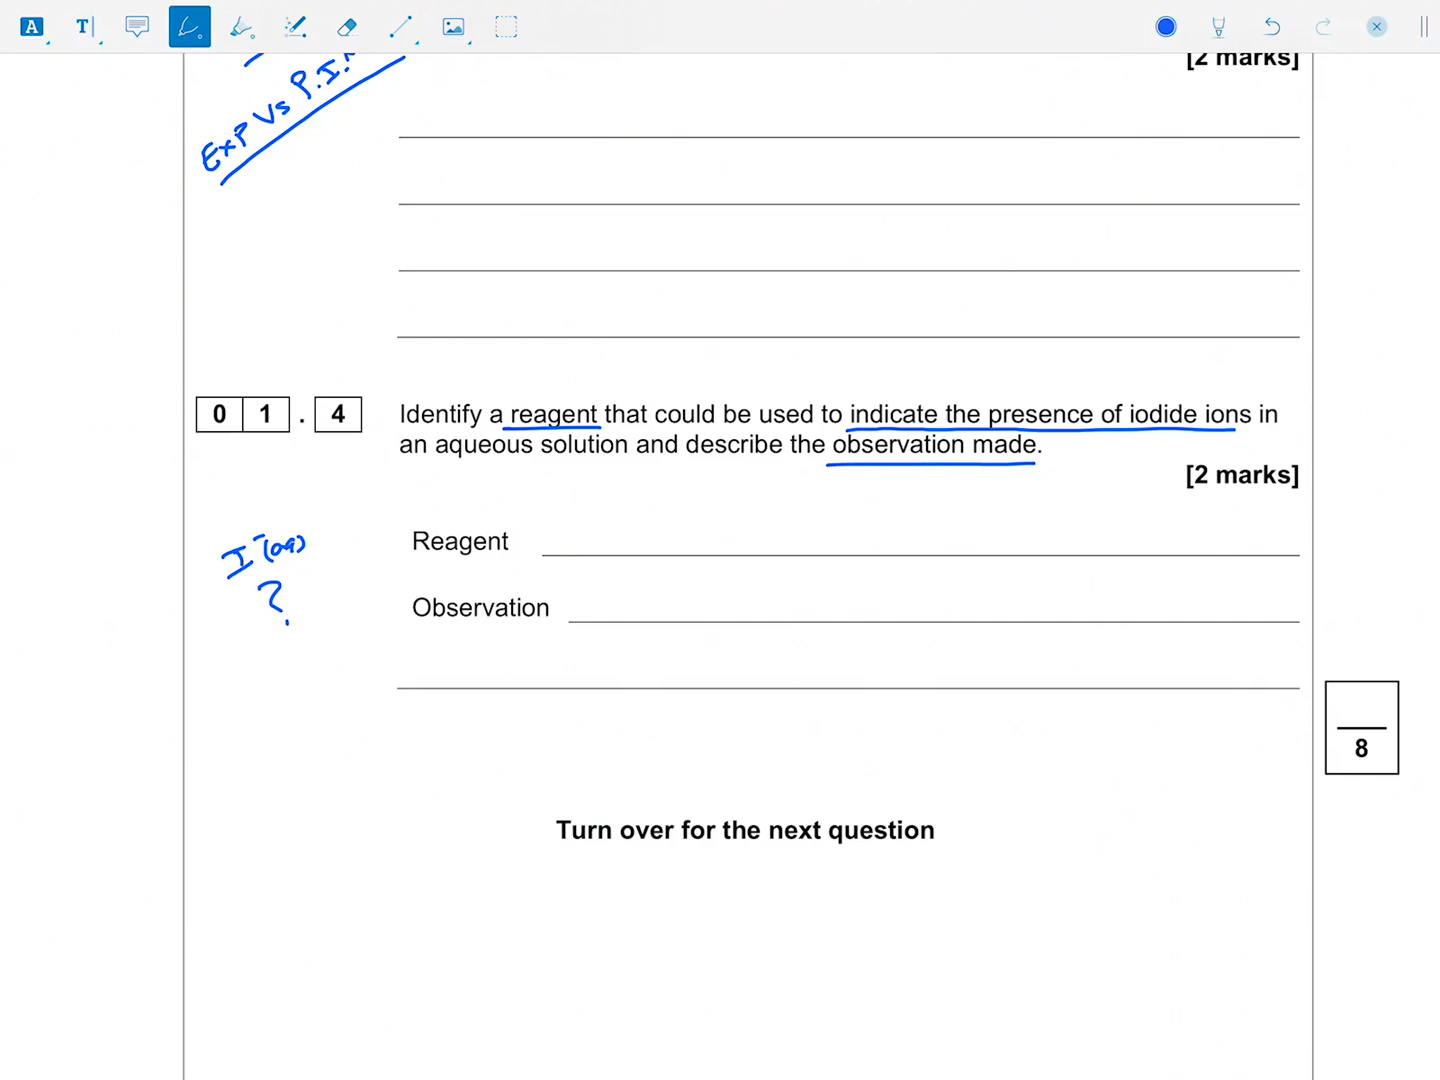 A
T
[2 marks]
Exp Vs P.I.
0 1 . 4
Identify a reagent that could be used to indicate the presence of iodide ions in
an aqueous solution and describe the observation made.
[2 marks]
I⁻(aq)
?
Reagent
Observation
8
Turn over for the next question